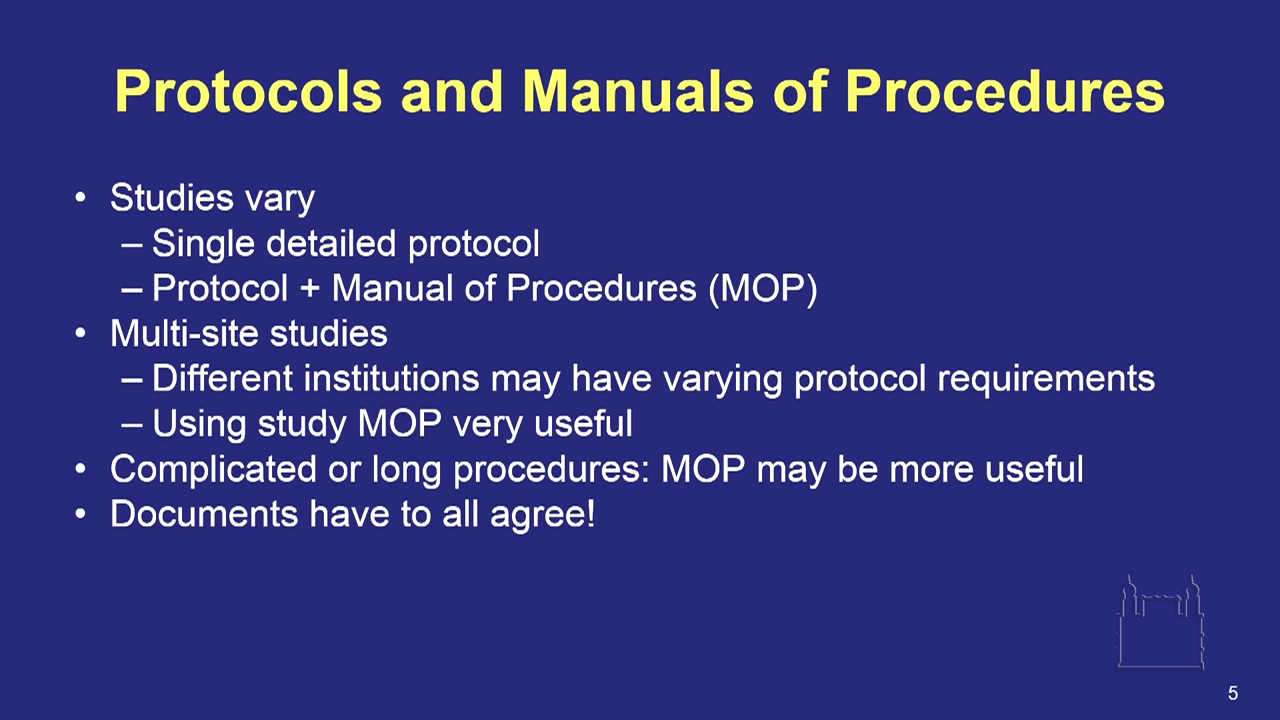 Protocols and Manuals of Procedures
• Studies vary
– Single detailed protocol
– Protocol + Manual of Procedures (MOP)
• Multi-site studies
– Different institutions may have varying protocol requirements
– Using study MOP very useful
• Complicated or long procedures: MOP may be more useful
• Documents have to all agree!
5